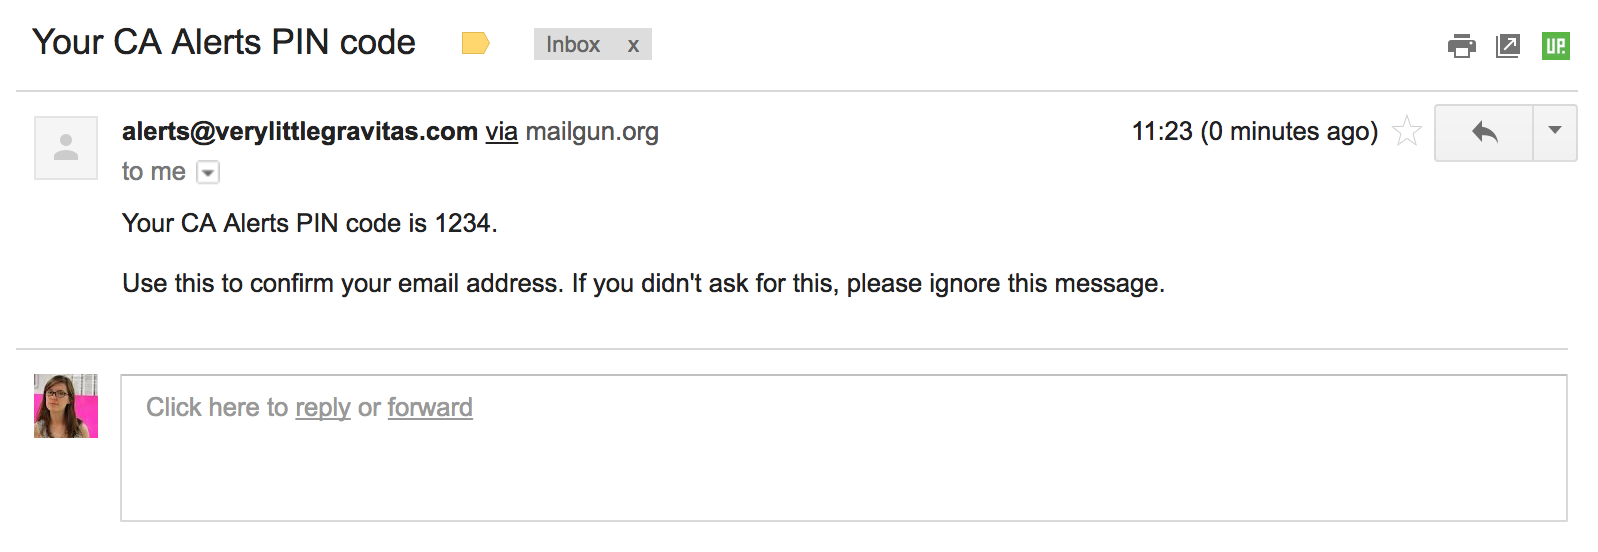 Your CA Alerts PIN code
Inbox x
UP.
alerts@verylittlegravitas.com via mailgun.org
11:23 (0 minutes ago)
to me
Your CA Alerts PIN code is 1234.
Use this to confirm your email address. If you didn't ask for this, please ignore this message.
Click here to reply or forward